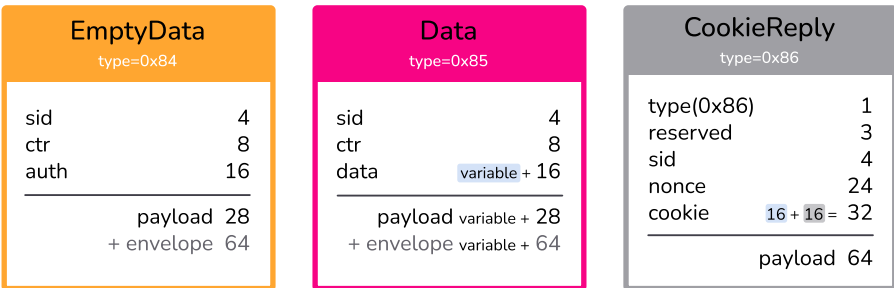 EmptyData
type=0x84
sid 4
ctr 8
auth 16
payload 28
+ envelope 64
Data
type=0x85
sid 4
ctr 8
data variable + 16
payload variable + 28
+ envelope variable + 64
CookieReply
type=0x86
type(0x86) 1
reserved 3
sid 4
nonce 24
cookie 16 + 16 = 32
payload 64